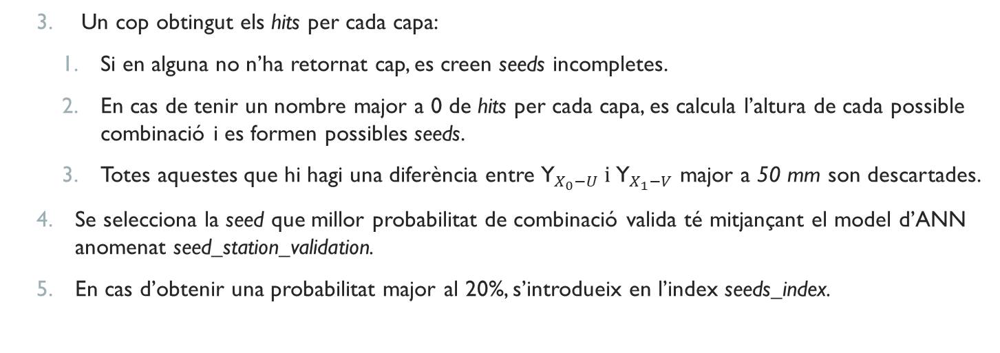 3. Un cop obtingut els hits per cada capa:
1. Si en alguna no n’ha retornat cap, es creen seeds incompletes.
2. En cas de tenir un nombre major a 0 de hits per cada capa, es calcula l’altura de cada possible
combinació i es formen possibles seeds.
3. Totes aquestes que hi hagi una diferència entre Y_{X_0−U} i Y_{X_1−V} major a 50 mm son descartades.
4. Se selecciona la seed que millor probabilitat de combinació valida té mitjançant el model d’ANN
anomenat seed_station_validation.
5. En cas d’obtenir una probabilitat major al 20%, s’introdueix en l’index seeds_index.